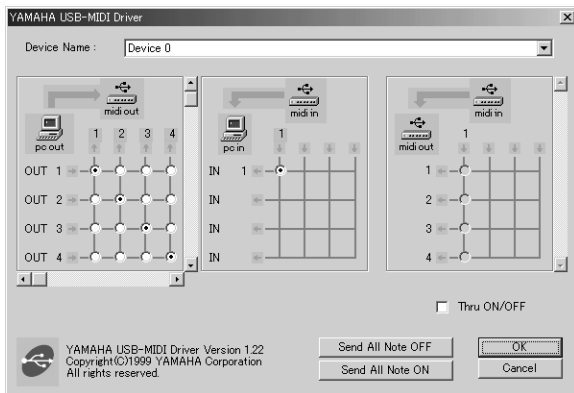 YAMAHA USB-MIDI Driver
Device Name : Device 0
midi out
pc out 1 2 3 4
OUT 1
OUT 2
OUT 3
OUT 4
midi in
pc in 1
IN 1
IN
IN
IN
midi in
midi out 1
1
2
3
4
Thru ON/OFF
YAMAHA USB-MIDI Driver Version 1.22
Copyright(C)1999 YAMAHA Corporation
All rights reserved.
Send All Note OFF OK
Send All Note ON Cancel